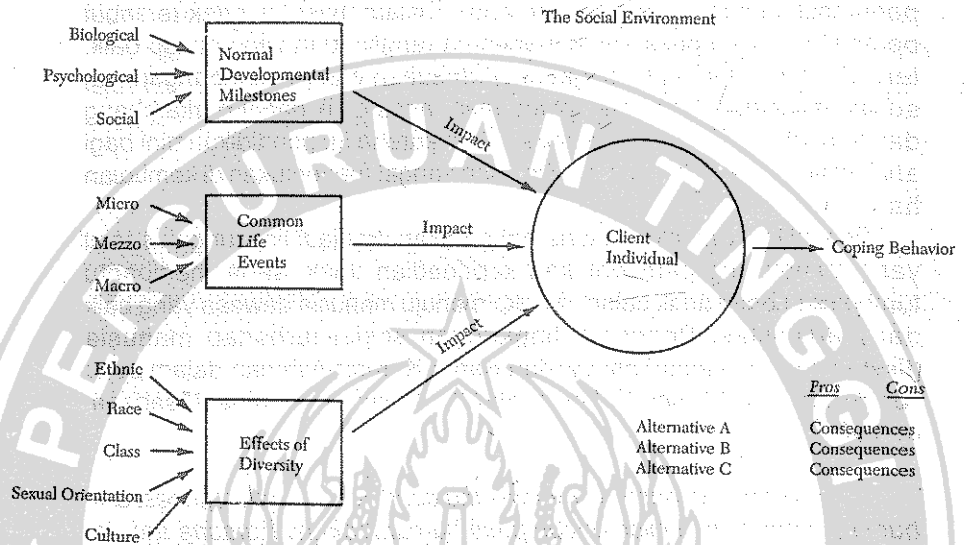 The Social Environment
Biological
Psychological
Social
Normal
Developmental
Milestones
Impact
Micro
Mezzo
Macro
Common
Life
Events
Impact
Client
Individual
Coping Behavior
Ethnic
Race
Class
Sexual Orientation
Culture
Effects of
Diversity
Impact
Pros Cons
Alternative A Consequences
Alternative B Consequences
Alternative C Consequences
PERGURUAN TINGGI